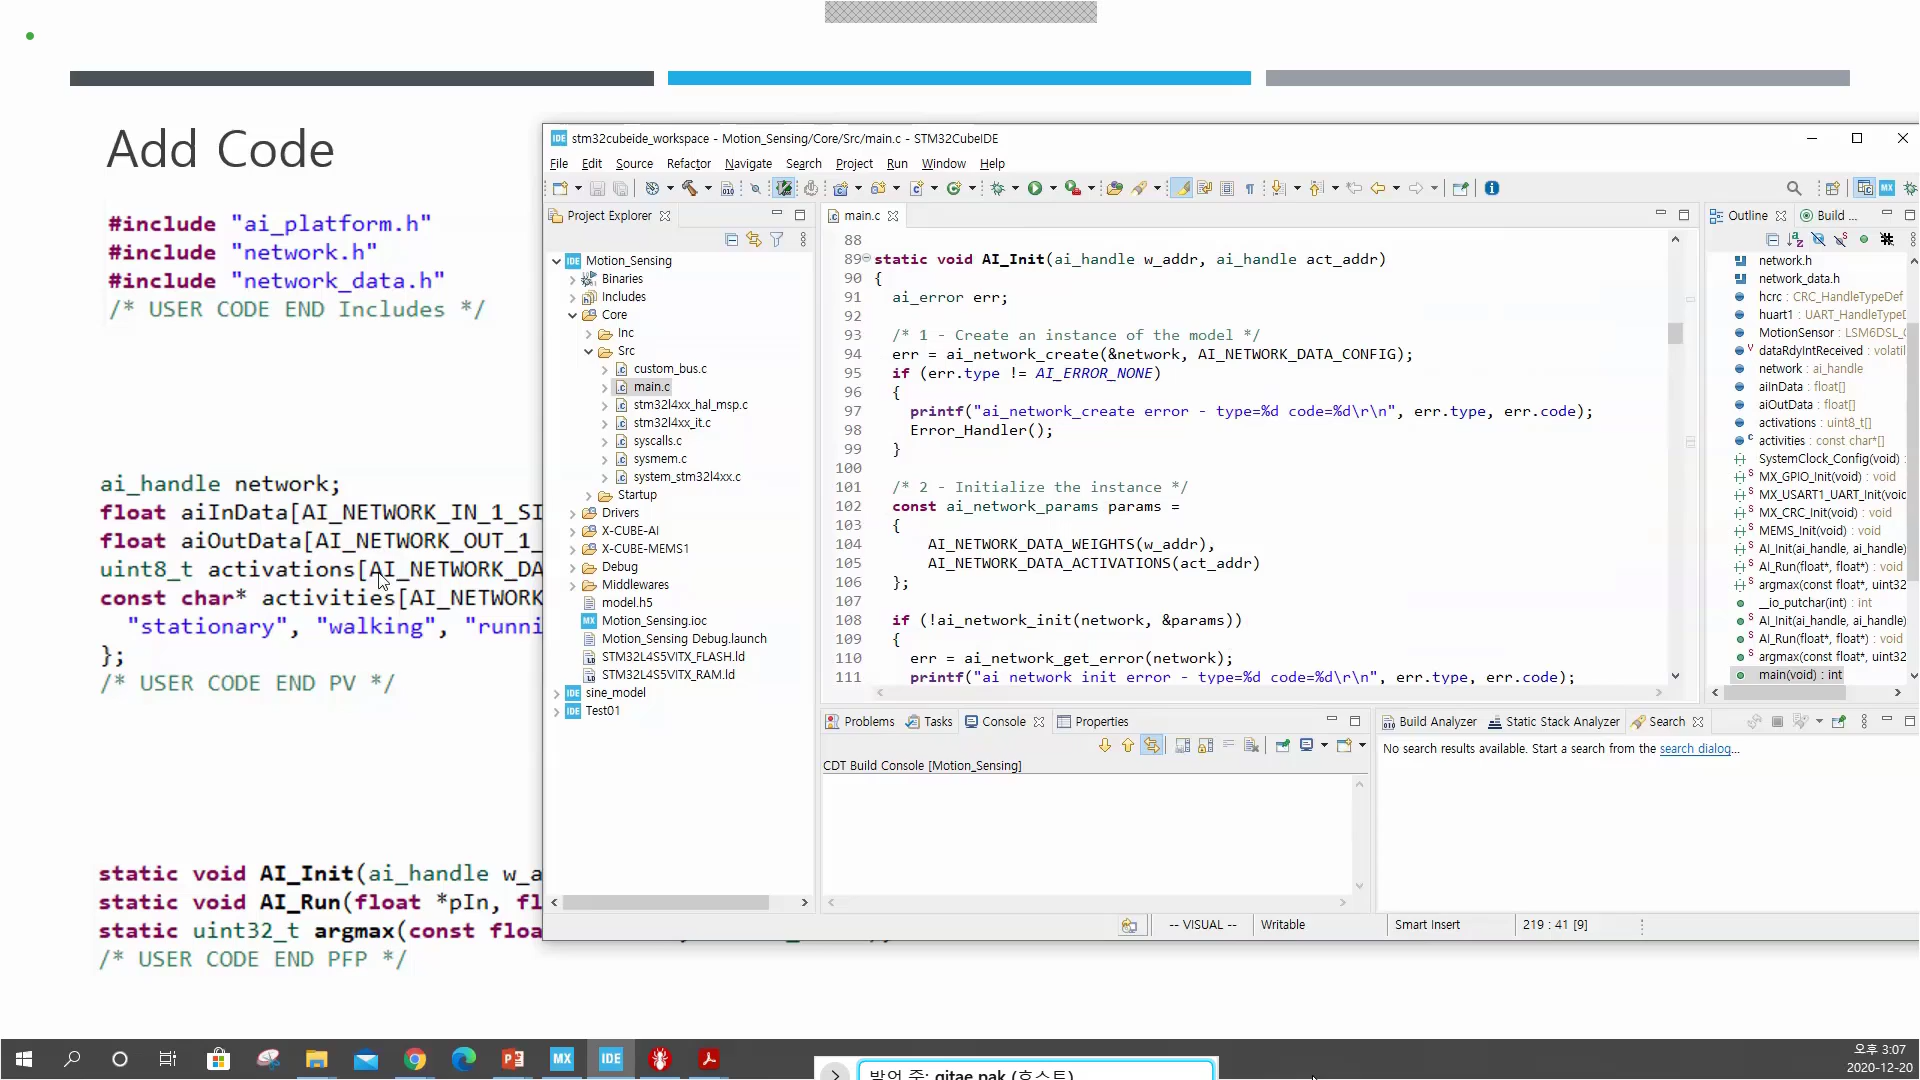 Add Code
#include "ai_platform.h"
#include "network.h"
#include "network_data.h"
/* USER CODE END Includes */
ai_handle network;
float aiInData[AI_NETWORK_IN_1_SI
float aiOutData[AI_NETWORK_OUT_1_
uint8_t activations[AI_NETWORK_DA
const char* activities[AI_NETWORK
"stationary", "walking", "runni
};
/* USER CODE END PV */
static void AI_Init(ai_handle w_a
static void AI_Run(float *pIn, fl
static uint32_t argmax(const floa
/* USER CODE END PFP */
IDE stm32cubeide_workspace - Motion_Sensing/Core/Src/main.c - STM32CubeIDE
File Edit Source Refactor Navigate Search Project Run Window Help
Project Explorer
Motion_Sensing
Binaries
Includes
Core
Inc
Src
custom_bus.c
main.c
stm32l4xx_hal_msp.c
stm32l4xx_it.c
syscalls.c
sysmem.c
system_stm32l4xx.c
Startup
Drivers
X-CUBE-AI
X-CUBE-MEMS1
Debug
Middlewares
model.h5
Motion_Sensing.ioc
Motion_Sensing Debug.launch
STM32L4S5VITX_FLASH.ld
STM32L4S5VITX_RAM.ld
sine_model
Test01
main.c
88
89 static void AI_Init(ai_handle w_addr, ai_handle act_addr)
90 {
91 ai_error err;
92
93 /* 1 - Create an instance of the model */
94 err = ai_network_create(&network, AI_NETWORK_DATA_CONFIG);
95 if (err.type != AI_ERROR_NONE)
96 {
97 printf("ai_network_create error - type=%d code=%d\r\n", err.type, err.code);
98 Error_Handler();
99 }
100
101 /* 2 - Initialize the instance */
102 const ai_network_params params =
103 {
104 AI_NETWORK_DATA_WEIGHTS(w_addr),
105 AI_NETWORK_DATA_ACTIVATIONS(act_addr)
106 };
107
108 if (!ai_network_init(network, &params))
109 {
110 err = ai_network_get_error(network);
111 printf("ai_network_init error - type=%d code=%d\r\n", err.type, err.code);
Outline Build ...
network.h
network_data.h
hcrc : CRC_HandleTypeDef
huart1 : UART_HandleTypeD
MotionSensor : LSM6DSL_
dataRdyIntReceived : volatil
network : ai_handle
aiInData : float[]
aiOutData : float[]
activations : uint8_t[]
activities : const char*[]
SystemClock_Config(void) :
MX_GPIO_Init(void) : void
MX_USART1_UART_Init(voic
MX_CRC_Init(void) : void
MEMS_Init(void) : void
AI_Init(ai_handle, ai_handle)
AI_Run(float*, float*) : void
argmax(const float*, uint32
__io_putchar(int) : int
AI_Init(ai_handle, ai_handle)
AI_Run(float*, float*) : void
argmax(const float*, uint32
main(void) : int
Problems Tasks Console Properties
CDT Build Console [Motion_Sensing]
Build Analyzer Static Stack Analyzer Search
No search results available. Start a search from the search dialog...
-- VISUAL -- Writable Smart Insert 219 : 41 [9]
MX IDE
발언 중: gitae pak (호스트)
오후 3:07
2020-12-20